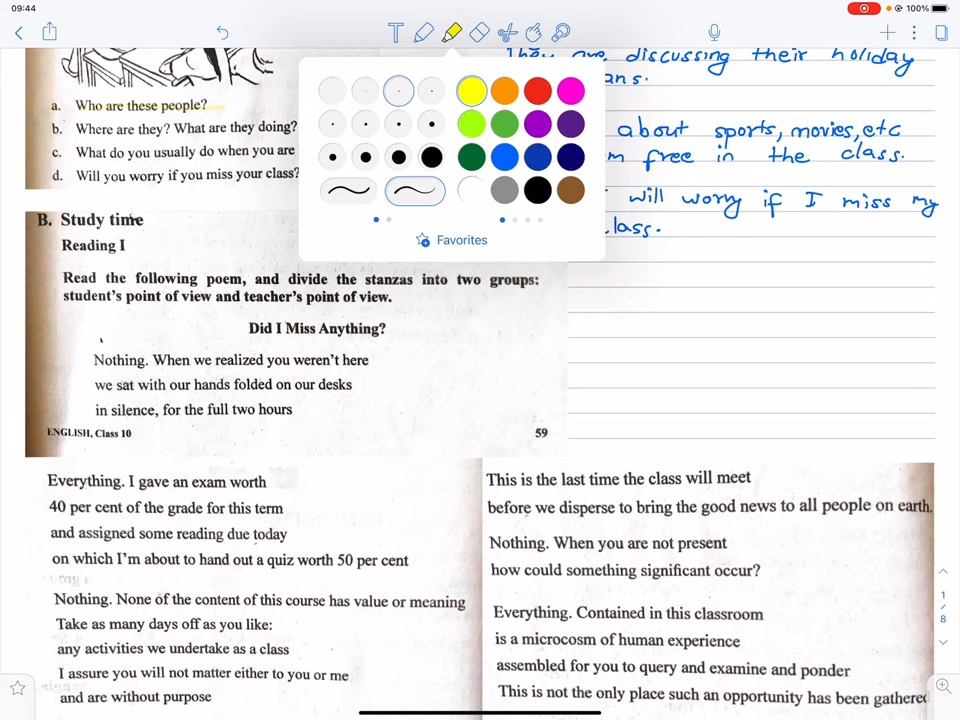 09:44
100%
T
They are discussing their holiday
ans.
a. Who are these people?
b. Where are they? What are they doing?
c. What do you usually do when you are
d. Will you worry if you miss your class?
about sports, movies, etc
free in the class.
will worry if I miss my
lass.
Favorites
B. Study time
Reading I
Read the following poem, and divide the stanzas into two groups:
student's point of view and teacher's point of view.
Did I Miss Anything?
Nothing. When we realized you weren't here
we sat with our hands folded on our desks
in silence, for the full two hours
ENGLISH, Class 10
59
Everything. I gave an exam worth
40 per cent of the grade for this term
and assigned some reading due today
on which I'm about to hand out a quiz worth 50 per cent
Nothing. None of the content of this course has value or meaning
Take as many days off as you like:
any activities we undertake as a class
I assure you will not matter either to you or me
and are without purpose
This is the last time the class will meet
before we disperse to bring the good news to all people on earth.
Nothing. When you are not present
how could something significant occur?
Everything. Contained in this classroom
is a microcosm of human experience
assembled for you to query and examine and ponder
This is not the only place such an opportunity has been gathered
1
/
8